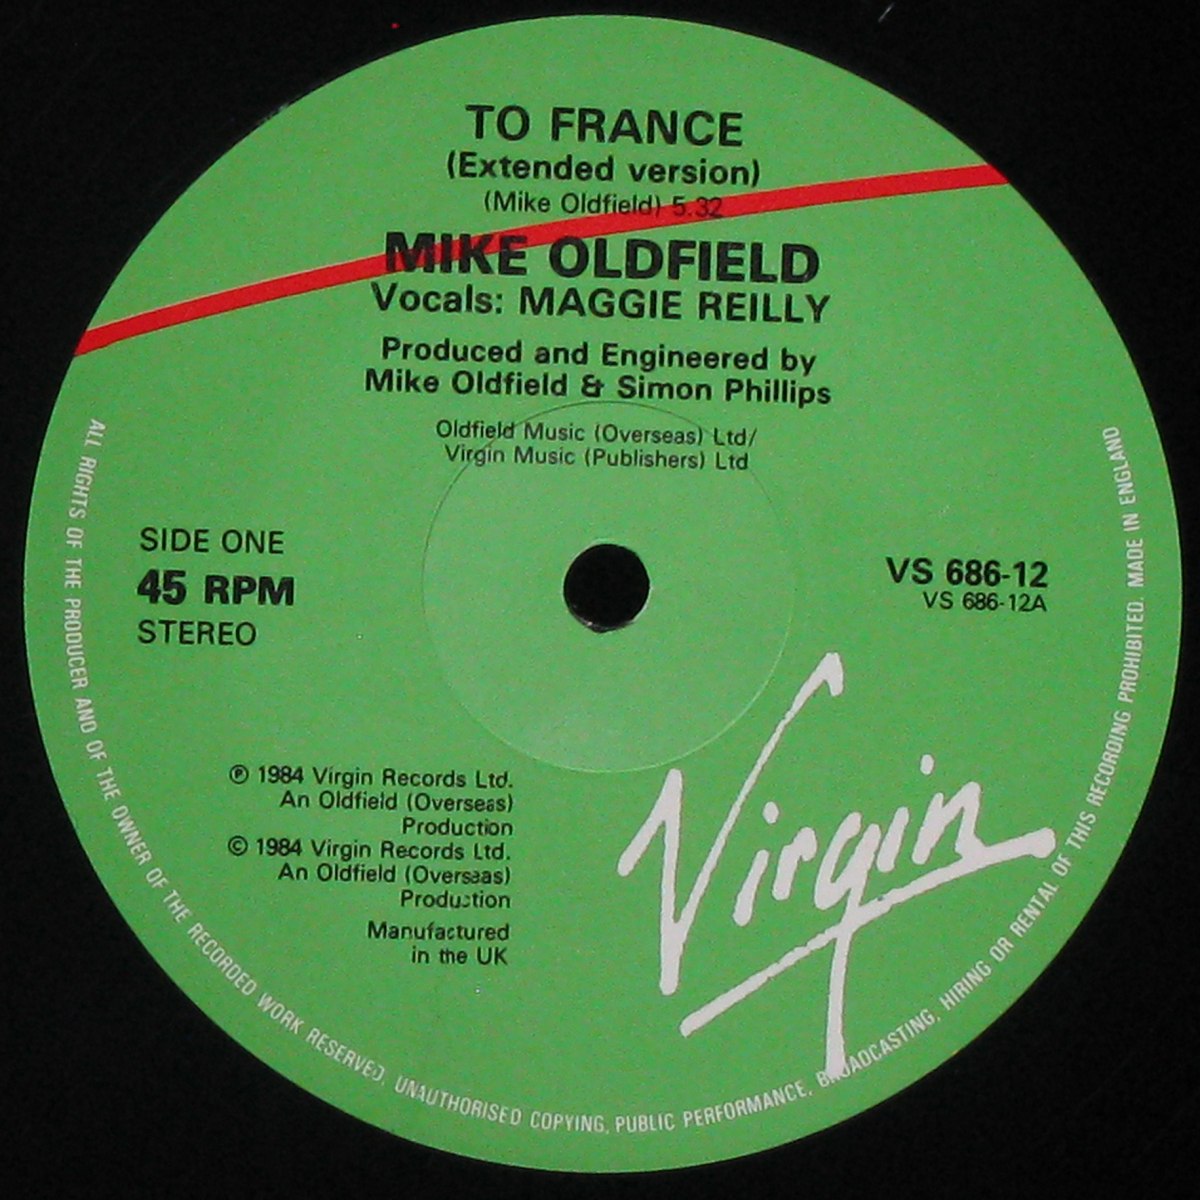 TO FRANCE
(Extended version)
(Mike Oldfield) 5.32
MIKE OLDFIELD
Vocals: MAGGIE REILLY
Produced and Engineered by
Mike Oldfield & Simon Phillips
Oldfield Music (Overseas) Ltd/
Virgin Music (Publishers) Ltd
SIDE ONE
45 RPM
STEREO
VS 686-12
VS 686-12A
℗ 1984 Virgin Records Ltd.
An Oldfield (Overseas)
Production
© 1984 Virgin Records Ltd.
An Oldfield (Overseas)
Production
Manufactured
in the UK
Virgin
ALL RIGHTS OF THE PRODUCER AND OF THE OWNER OF THE RECORDED WORK RESERVED. UNAUTHORISED COPYING, PUBLIC PERFORMANCE, BROADCASTING, HIRING OR RENTAL OF THIS RECORDING PROHIBITED. MADE IN ENGLAND